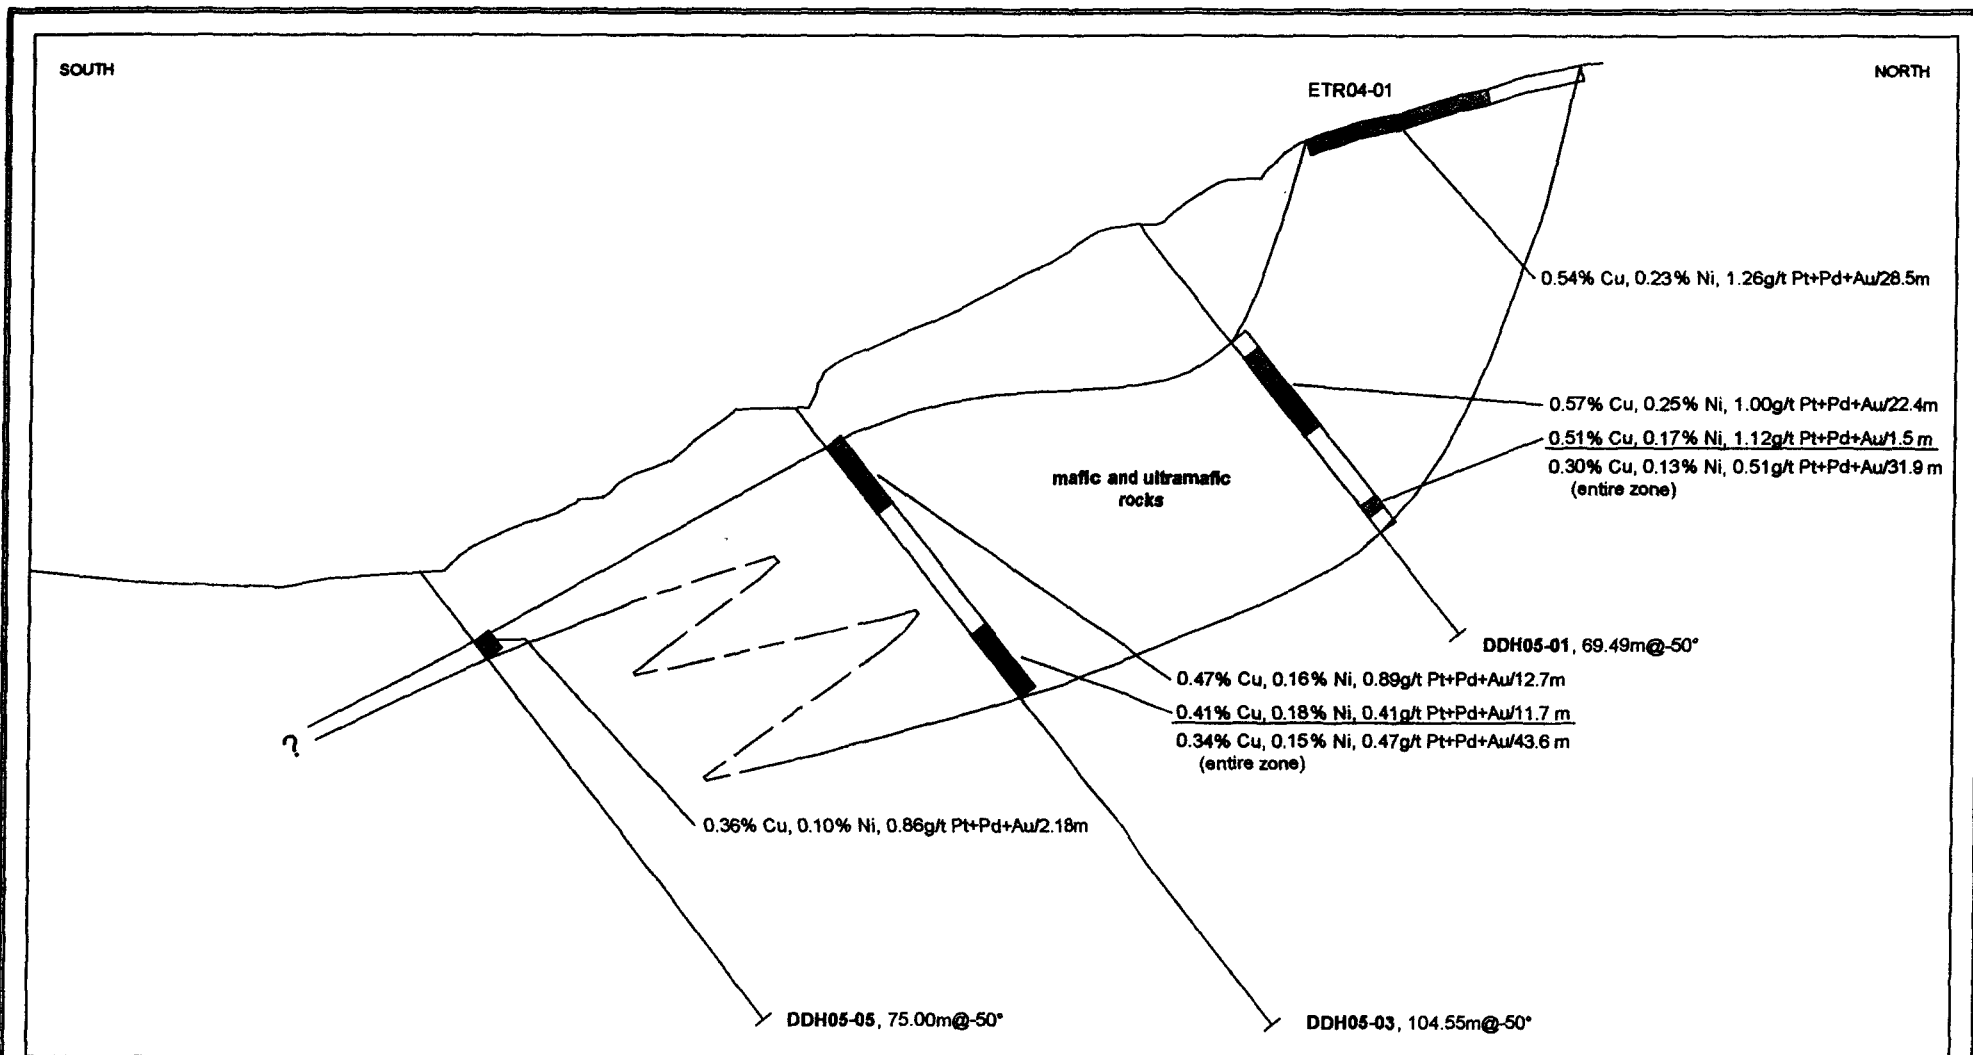 SOUTH
NORTH
ETR04-01
0.54% Cu, 0.23% Ni, 1.26g/t Pt+Pd+Au/28.5m
0.57% Cu, 0.25% Ni, 1.00g/t Pt+Pd+Au/22.4m
0.51% Cu, 0.17% Ni, 1.12g/t Pt+Pd+Au/1.5 m
0.30% Cu, 0.13% Ni, 0.51g/t Pt+Pd+Au/31.9 m
(entire zone)
mafic and ultramafic
rocks
DDH05-01, 69.49m@-50°
0.47% Cu, 0.16% Ni, 0.89g/t Pt+Pd+Au/12.7m
0.41% Cu, 0.18% Ni, 0.41g/t Pt+Pd+Au/11.7 m
0.34% Cu, 0.15% Ni, 0.47g/t Pt+Pd+Au/43.6 m
(entire zone)
?
0.36% Cu, 0.10% Ni, 0.86g/t Pt+Pd+Au/2.18m
DDH05-05, 75.00m@-50°
DDH05-03, 104.55m@-50°